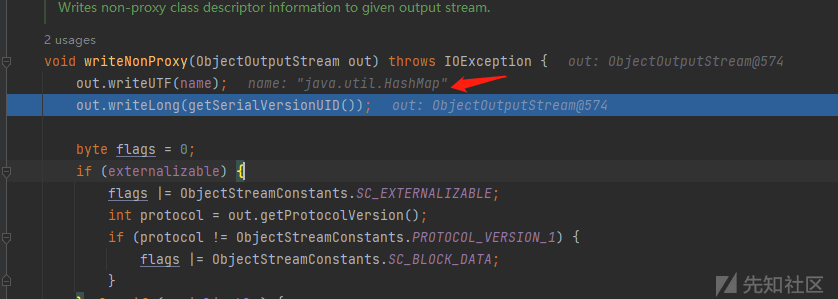 Writes non-proxy class descriptor information to given output stream.
2 usages
void writeNonProxy(ObjectOutputStream out) throws IOException {   out: ObjectOutputStream@574
    out.writeUTF(name);   name: "java.util.HashMap"
    out.writeLong(getSerialVersionUID());   out: ObjectOutputStream@574
    byte flags = 0;
    if (externalizable) {
        flags |= ObjectStreamConstants.SC_EXTERNALIZABLE;
        int protocol = out.getProtocolVersion();
        if (protocol != ObjectStreamConstants.PROTOCOL_VERSION_1) {
            flags |= ObjectStreamConstants.SC_BLOCK_DATA;
        }
先知社区